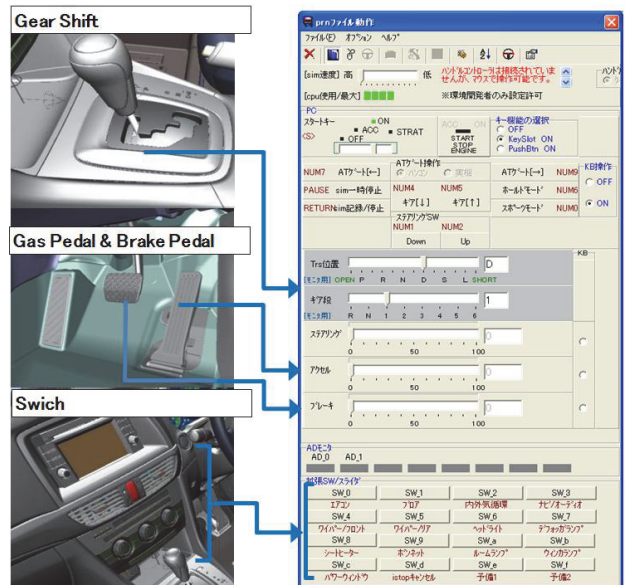 Gear Shift
Gas Pedal & Brake Pedal
Swich
prnファイル動作
ファイル(F) オプション ヘルプ
[sim速度] 高 低
ハンドルコントローラは接続されていま
せんが、マウスで操作可能です。
[cpu使用/最大]
※環境開発者のみ設定許可
PC
スタートキー
<S>
ON
ACC
STRAT
OFF
ACC ON
START
STOP
ENGINE
キー機能の選択
OFF
KeySlot ON
PushBtn ON
ATゲート操作
NUM7 ATゲート[←]
ATゲート[→] NUM9
KB操作
OFF
ON
PAUSE sim一時停止
NUM4 NUM5
ギア[↓] ギア[↑]
ホールドモード NUM6
RETURN sim記録/停止
スポーツモード NUM0
ステアリングSW
NUM1 NUM2
Down Up
KB
Trs位置 D
[モニタ用] OPEN P R N D S L SHORT
ギア段 1
[モニタ用] R N 1 2 3 4 5 6
ステアリング 0
0 50 100
アクセル 0
0 50 100
ブレーキ 0
0 50 100
ADモニタ
AD_0 AD_1
拡張SW/スライダ
SW_0 SW_1 SW_2 SW_3
エアコン ブロア 内外気循環 ナビ/オーディオ
SW_4 SW_5 SW_6 SW_7
ワイパー/フロント ワイパー/リア ヘッドライト デフォッガランプ
SW_8 SW_9 SW_a SW_b
シートヒーター ボンネット ルームランプ ウィンカランプ
SW_c SW_d SW_e SW_f
パワーウィンドウ istopキャンセル 予備1 予備2